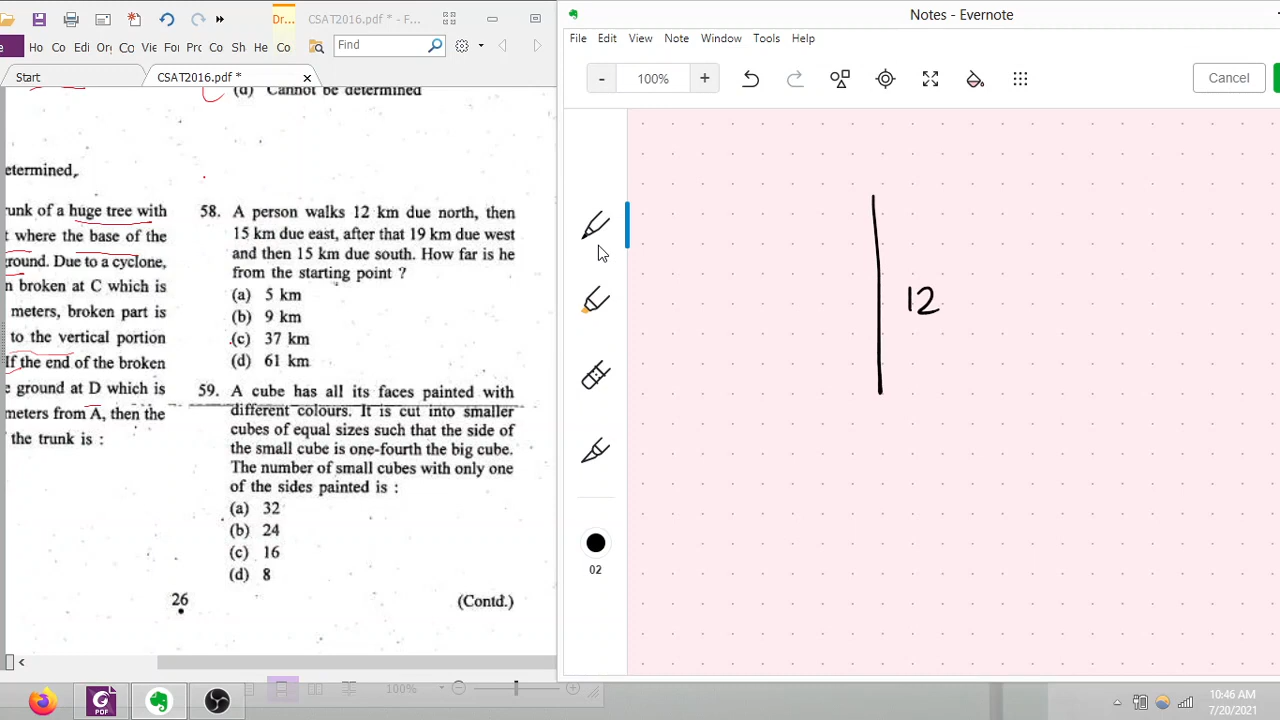 Notes - Evernote
Dr...
CSAT2016.pdf * - F...
Ho Co Edi Org Co Vie Fo Pro Co Sh He Co
Find
File Edit View Note Window Tools Help
Start
CSAT2016.pdf *
- 100% +
Cancel
(d) Cannot be determined
etermined,
runk of a huge tree with
t where the base of the
ground. Due to a cyclone,
n broken at C which is
meters, broken part is
to the vertical portion
If the end of the broken
e ground at D which is
meters from A, then the
the trunk is :
58. A person walks 12 km due north, then
15 km due east, after that 19 km due west
and then 15 km due south. How far is he
from the starting point ?
(a) 5 km
(b) 9 km
(c) 37 km
(d) 61 km
59. A cube has all its faces painted with
different colours. It is cut into smaller
cubes of equal sizes such that the side of
the small cube is one-fourth the big cube.
The number of small cubes with only one
of the sides painted is :
(a) 32
(b) 24
(c) 16
(d) 8
26
(Contd.)
12
02
100%
PDF
10:46 AM
7/20/2021